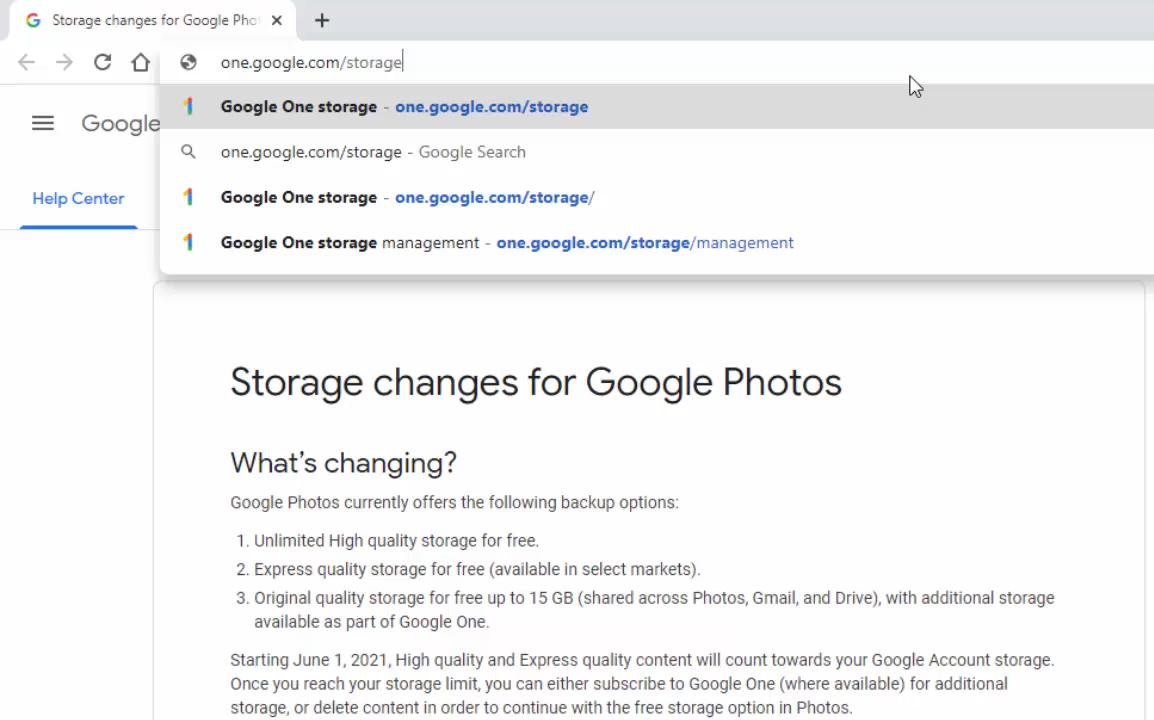 Storage changes for Google Pho
one.google.com/storage
Google One storage - one.google.com/storage
Google
one.google.com/storage - Google Search
Help Center
Google One storage - one.google.com/storage/
Google One storage management - one.google.com/storage/management
Storage changes for Google Photos
What's changing?
Google Photos currently offers the following backup options:
1. Unlimited High quality storage for free.
2. Express quality storage for free (available in select markets).
3. Original quality storage for free up to 15 GB (shared across Photos, Gmail, and Drive), with additional storage
available as part of Google One.
Starting June 1, 2021, High quality and Express quality content will count towards your Google Account storage.
Once you reach your storage limit, you can either subscribe to Google One (where available) for additional
storage, or delete content in order to continue with the free storage option in Photos.